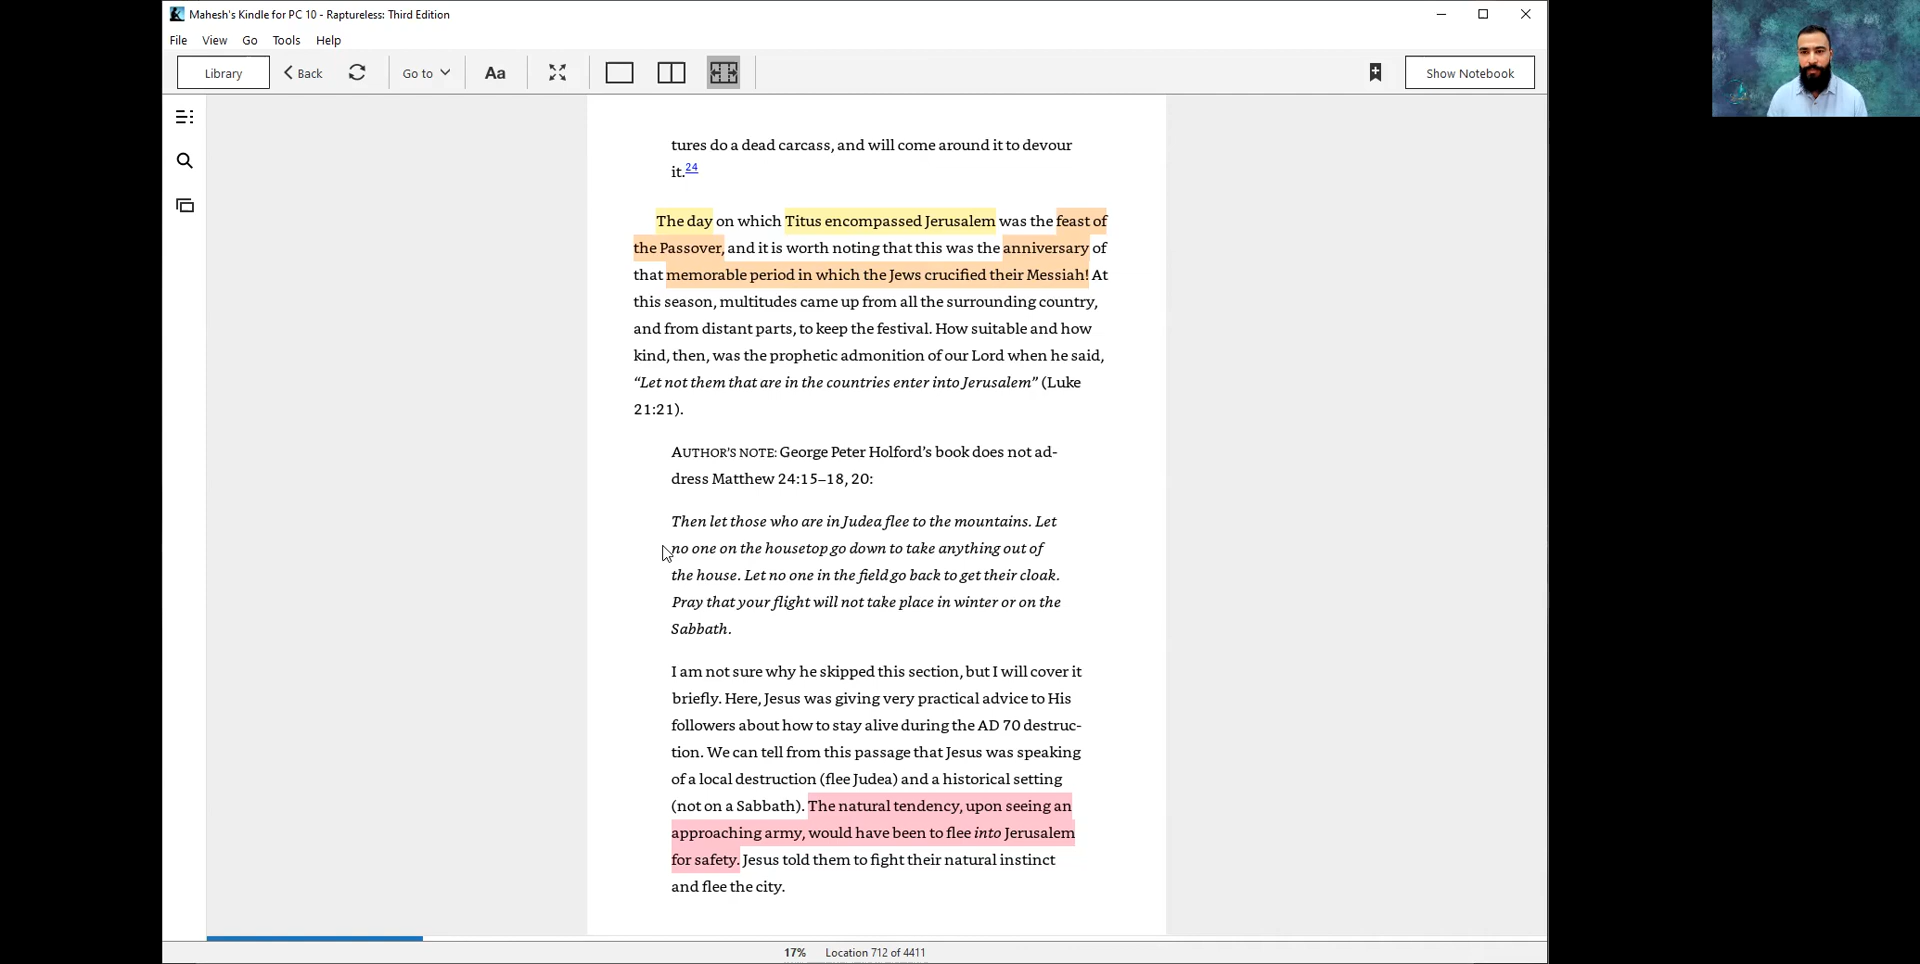 Mahesh's Kindle for PC 10 - Raptureless: Third Edition
File View Go Tools Help
Library Back Go to Aa Show Notebook
tures do a dead carcass, and will come around it to devour
it.24
The day on which Titus encompassed Jerusalem was the feast of
the Passover, and it is worth noting that this was the anniversary of
that memorable period in which the Jews crucified their Messiah! At
this season, multitudes came up from all the surrounding country,
and from distant parts, to keep the festival. How suitable and how
kind, then, was the prophetic admonition of our Lord when he said,
“Let not them that are in the countries enter into Jerusalem” (Luke
21:21).
AUTHOR'S NOTE: George Peter Holford’s book does not ad-
dress Matthew 24:15–18, 20:
Then let those who are in Judea flee to the mountains. Let
no one on the housetop go down to take anything out of
the house. Let no one in the field go back to get their cloak.
Pray that your flight will not take place in winter or on the
Sabbath.
I am not sure why he skipped this section, but I will cover it
briefly. Here, Jesus was giving very practical advice to His
followers about how to stay alive during the AD 70 destruc-
tion. We can tell from this passage that Jesus was speaking
of a local destruction (flee Judea) and a historical setting
(not on a Sabbath). The natural tendency, upon seeing an
approaching army, would have been to flee into Jerusalem
for safety. Jesus told them to fight their natural instinct
and flee the city.
17% Location 712 of 4411